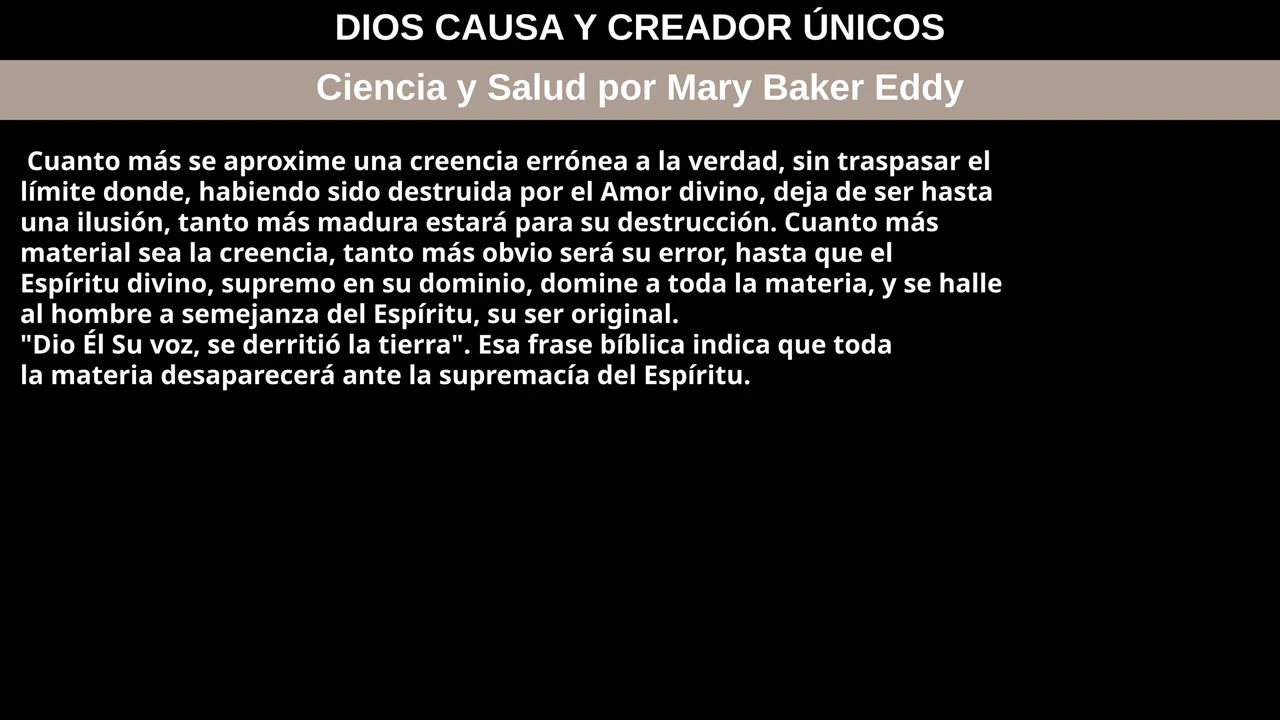 DIOS CAUSA Y CREADOR ÚNICOS
Ciencia y Salud por Mary Baker Eddy
Cuanto más se aproxime una creencia errónea a la verdad, sin traspasar el
límite donde, habiendo sido destruida por el Amor divino, deja de ser hasta
una ilusión, tanto más madura estará para su destrucción. Cuanto más
material sea la creencia, tanto más obvio será su error, hasta que el
Espíritu divino, supremo en su dominio, domine a toda la materia, y se halle
al hombre a semejanza del Espíritu, su ser original.
"Dio Él Su voz, se derritió la tierra". Esa frase bíblica indica que toda
la materia desaparecerá ante la supremacía del Espíritu.